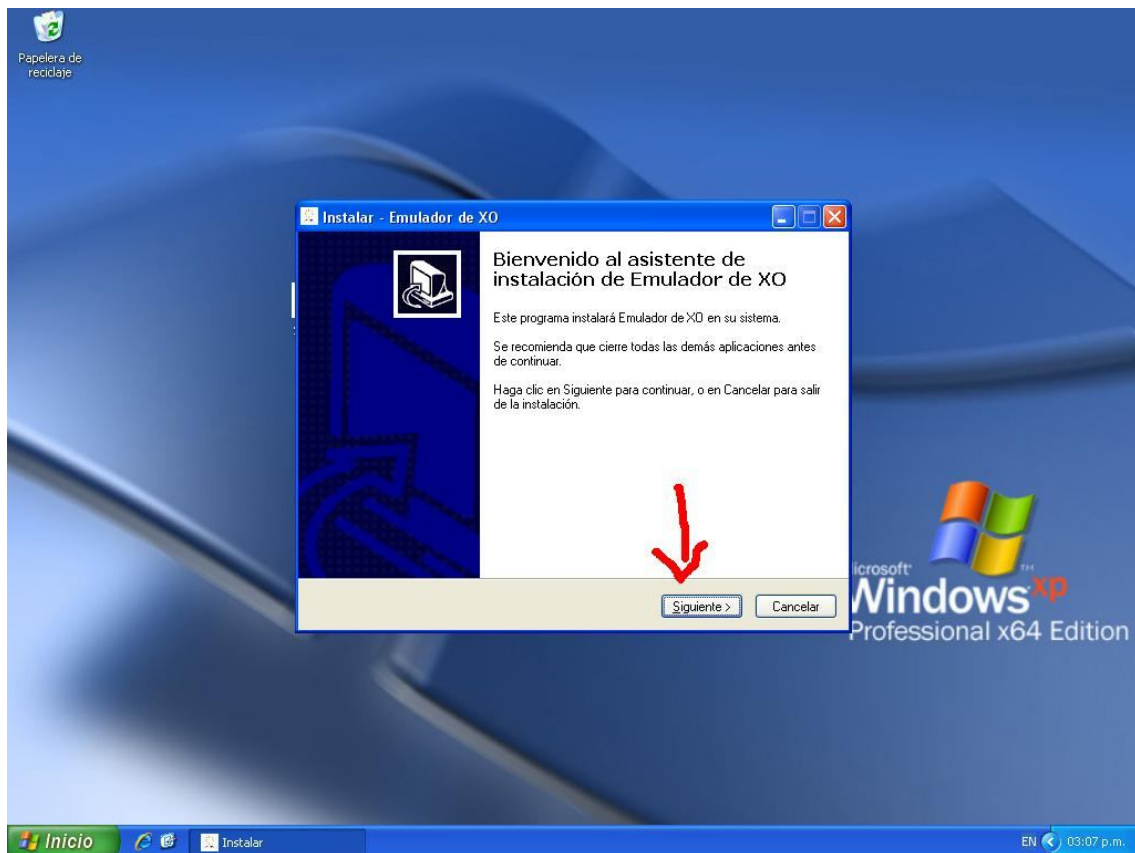 Papelera de
reciclaje
Instalar - Emulador de XO
Bienvenido al asistente de
instalación de Emulador de XO
Este programa instalará Emulador de XO en su sistema.
Se recomienda que cierre todas las demás aplicaciones antes
de continuar.
Haga clic en Siguiente para continuar, o en Cancelar para salir
de la instalación.
Siguiente >
Cancelar
icrosoft
Windows xp
TM
Professional x64 Edition
Inicio
Instalar
EN
03:07 p.m.